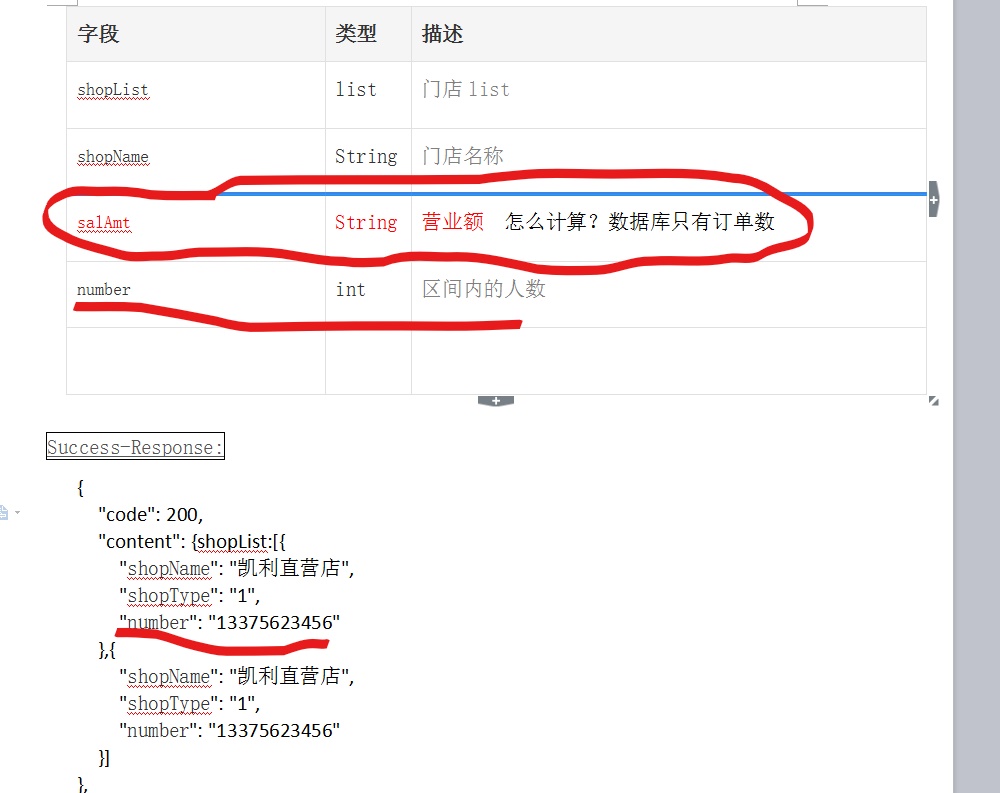 字段 类型 描述
shopList list 门店 list
shopName String 门店名称
salAmt String 营业额 怎么计算？数据库只有订单数
number int 区间内的人数
Success-Response:
{
"code": 200,
"content": {shopList:[{
"shopName": "凯利直营店",
"shopType": "1",
"number": "13375623456"
},{
"shopName": "凯利直营店",
"shopType": "1",
"number": "13375623456"
}]
},